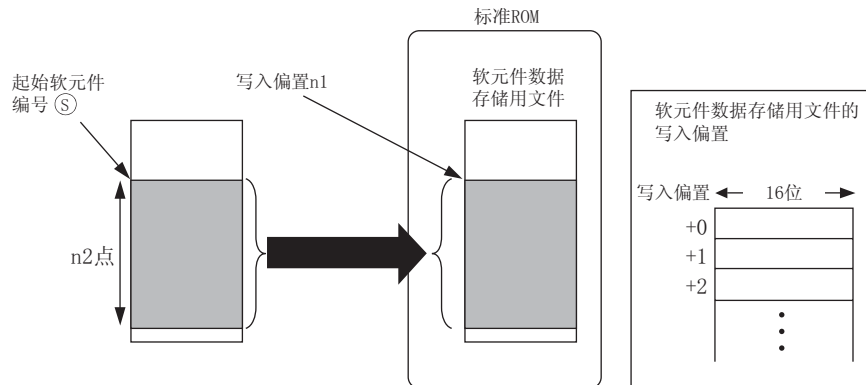 标准ROM
起始软元件
编号 Ⓢ
写入偏置n1
软元件数据
存储用文件
n2点
软元件数据存储用文件的
写入偏置
写入偏置 16位
+0
+1
+2